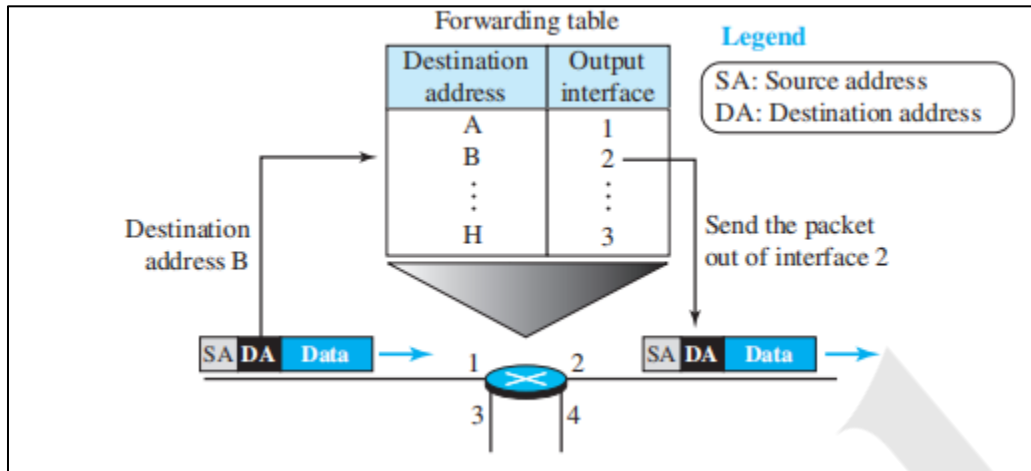 Forwarding table
Destination address
Output interface
A 1
B 2
H 3
Legend
SA: Source address
DA: Destination address
Destination
address B
Send the packet
out of interface 2
SA DA Data
SA DA Data
1
2
3
4